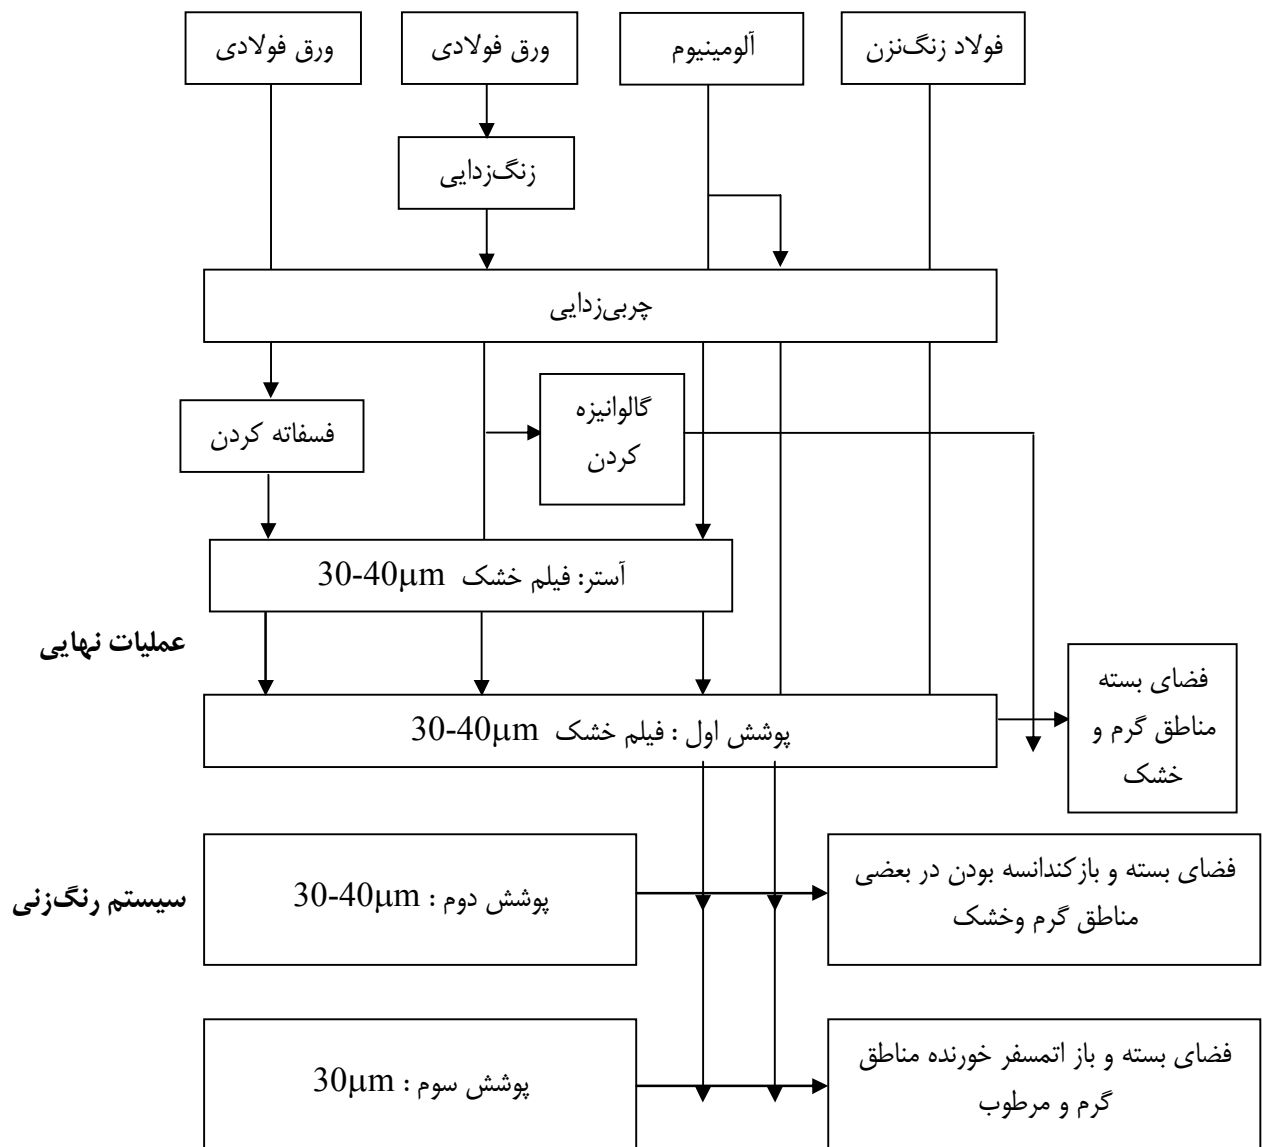 فولاد زنگ‌نزن
آلومینیوم
ورق فولادی
ورق فولادی
زنگ‌زدایی
چربی‌زدایی
گالوانیزه
کردن
فسفاته کردن
آستر: فیلم خشک 30-40µm
عملیات نهایی
پوشش اول : فیلم خشک 30-40µm
فضای بسته
مناطق گرم و
خشک
سیستم رنگ‌زنی
پوشش دوم : 30-40µm
فضای بسته و بازکندانسه بودن در بعضی
مناطق گرم وخشک
پوشش سوم : 30µm
فضای بسته و باز اتمسفر خورنده مناطق
گرم و مرطوب